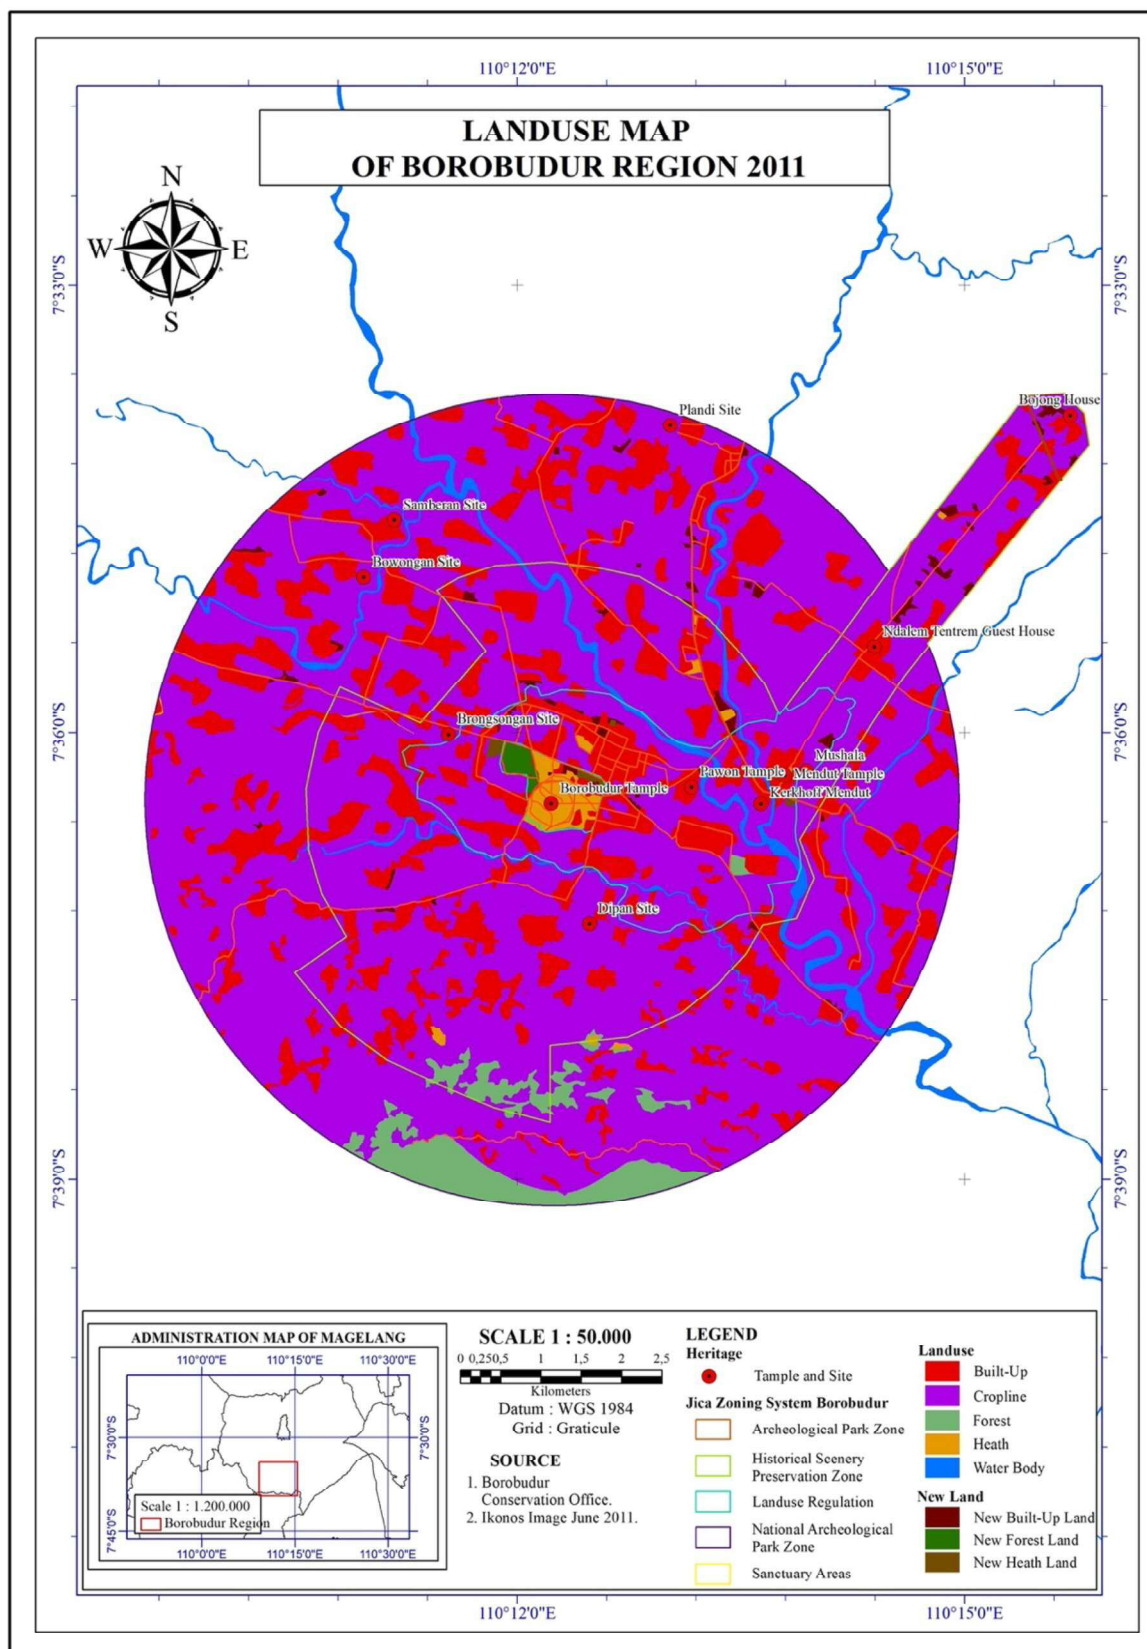 110°12'0"E
110°15'0"E
LANDUSE MAP
OF BOROBUDUR REGION 2011
N
W
E
S
7°33'0"S
7°33'0"S
Bojong House
Plandi Site
Samberan Site
Bowongan Site
Ndalem Tentrem Guest House
Brongsongan Site
7°36'0"S
7°36'0"S
Mushala
Pawon Tample
Mendut Tample
Borobudur Tample
Kerkhoff Mendut
Dipan Site
7°39'0"S
7°39'0"S
ADMINISTRATION MAP OF MAGELANG
110°0'0"E
110°15'0"E
110°30'0"E
7°30'0"S
7°30'0"S
Scale 1 : 1.200.000
Borobudur Region
7°45'0"S
7°45'0"S
110°0'0"E
110°15'0"E
110°30'0"E
SCALE 1 : 50.000
0 0,250,5 1 1,5 2 2,5
Kilometers
Datum : WGS 1984
Grid : Graticule
SOURCE
1. Borobudur
Conservation Office.
2. Ikonos Image June 2011.
LEGEND
Heritage
Tample and Site
Jica Zoning System Borobudur
Archeological Park Zone
Historical Scenery
Preservation Zone
Landuse Regulation
National Archeological
Park Zone
Sanctuary Areas
Landuse
Built-Up
Cropline
Forest
Heath
Water Body
New Land
New Built-Up Land
New Forest Land
New Heath Land
110°12'0"E
110°15'0"E